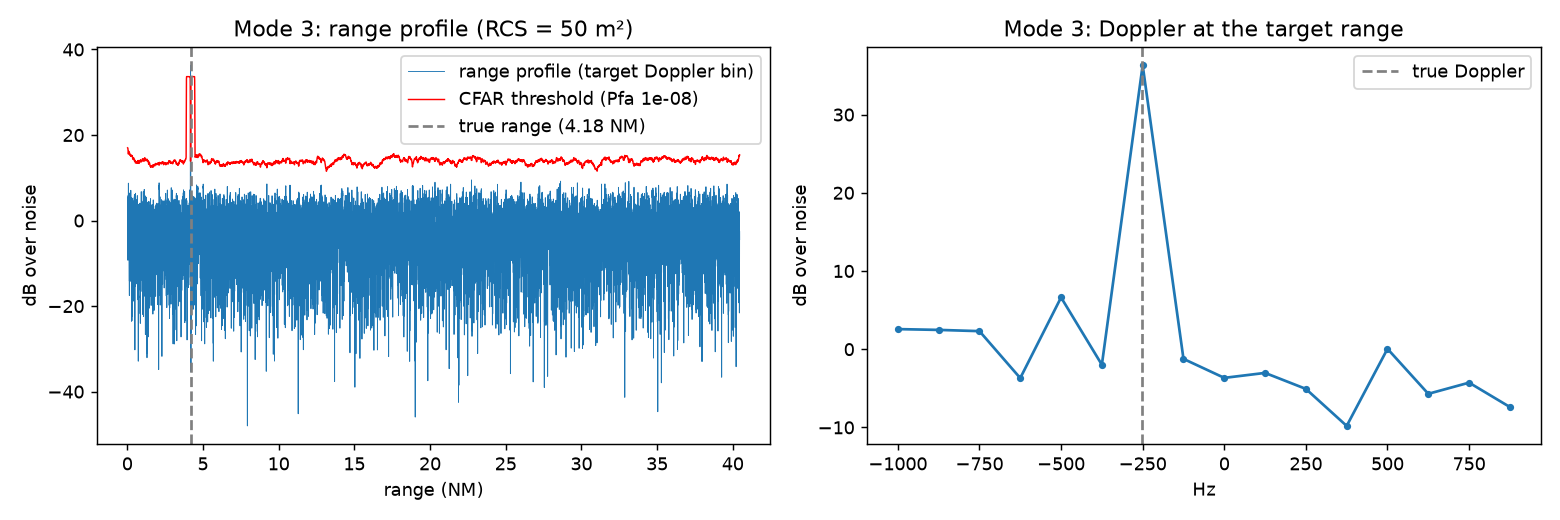 Mode 3: range profile (RCS = 50 m²)
range profile (target Doppler bin)
CFAR threshold (Pfa 1e-08)
true range (4.18 NM)
dB over noise
40
20
0
−20
−40
0 5 10 15 20 25 30 35 40
range (NM)
Mode 3: Doppler at the target range
true Doppler
dB over noise
30
20
10
0
−10
−1000 −750 −500 −250 0 250 500 750
Hz